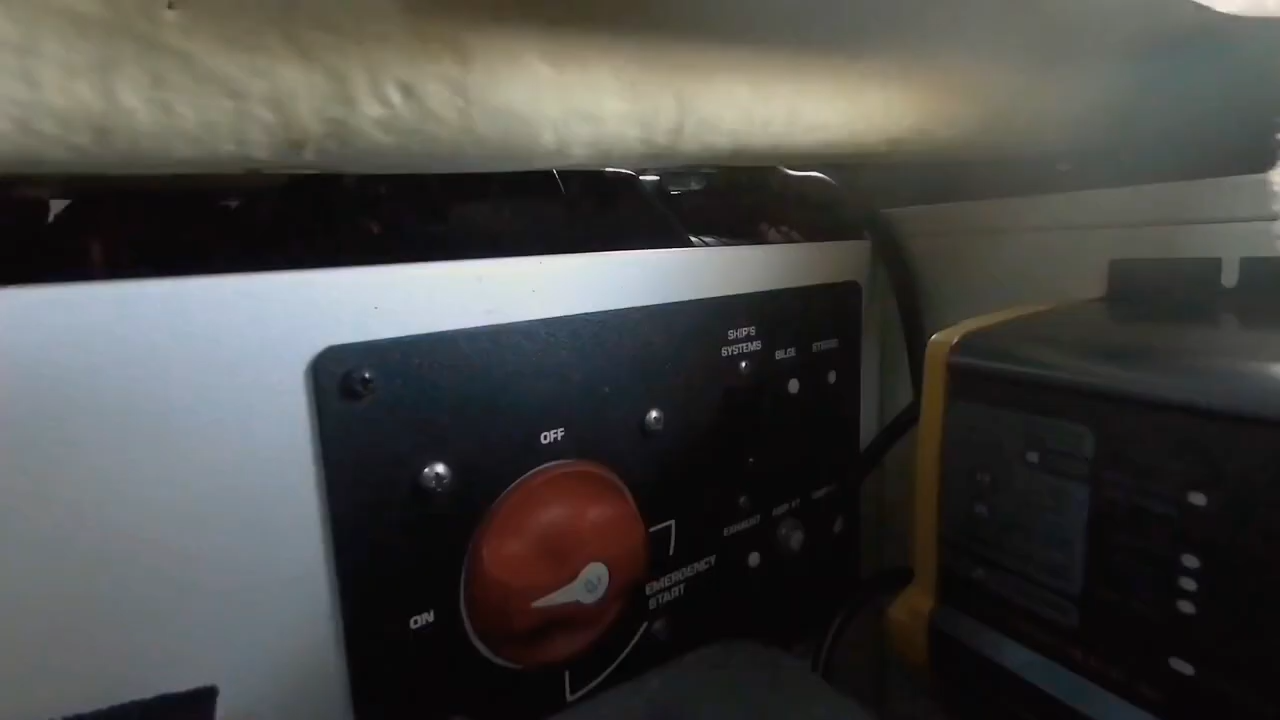 SHIP'S
SYSTEMS
BILGE
STEREO
OFF
EXHAUST
EMERGENCY
START
ON